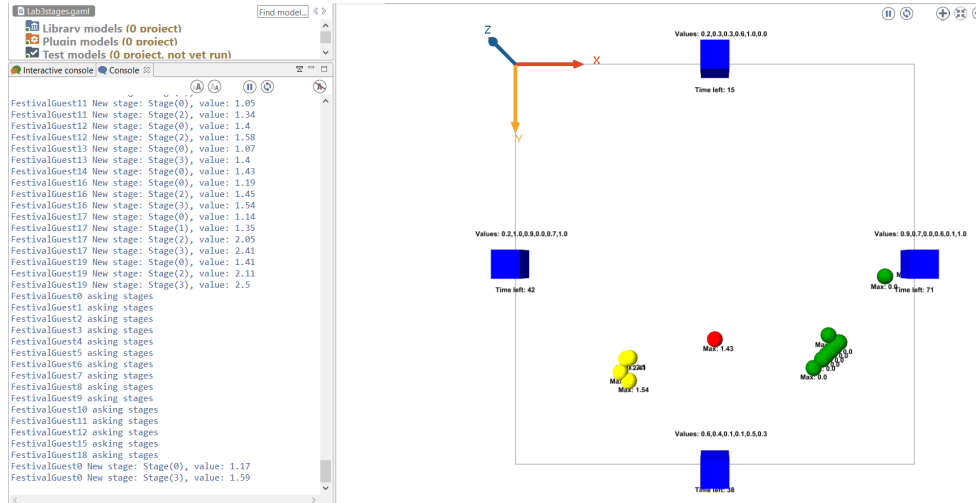 Lab3stages.gaml
Find model...
Library models (0 project)
Plugin models (0 project)
Test models (0 project, not yet run)
Interactive console Console
FestivalGuest11 New stage: Stage(0), value: 1.05
FestivalGuest11 New stage: Stage(2), value: 1.34
FestivalGuest12 New stage: Stage(0), value: 1.4
FestivalGuest12 New stage: Stage(2), value: 1.58
FestivalGuest13 New stage: Stage(0), value: 1.07
FestivalGuest13 New stage: Stage(3), value: 1.4
FestivalGuest14 New stage: Stage(0), value: 1.43
FestivalGuest16 New stage: Stage(0), value: 1.19
FestivalGuest16 New stage: Stage(2), value: 1.45
FestivalGuest16 New stage: Stage(3), value: 1.54
FestivalGuest17 New stage: Stage(0), value: 1.14
FestivalGuest17 New stage: Stage(1), value: 1.35
FestivalGuest17 New stage: Stage(2), value: 2.05
FestivalGuest17 New stage: Stage(3), value: 2.41
FestivalGuest19 New stage: Stage(0), value: 1.41
FestivalGuest19 New stage: Stage(2), value: 2.11
FestivalGuest19 New stage: Stage(3), value: 2.5
FestivalGuest0 asking stages
FestivalGuest1 asking stages
FestivalGuest2 asking stages
FestivalGuest3 asking stages
FestivalGuest4 asking stages
FestivalGuest5 asking stages
FestivalGuest6 asking stages
FestivalGuest7 asking stages
FestivalGuest8 asking stages
FestivalGuest9 asking stages
FestivalGuest10 asking stages
FestivalGuest11 asking stages
FestivalGuest12 asking stages
FestivalGuest15 asking stages
FestivalGuest18 asking stages
FestivalGuest0 New stage: Stage(0), value: 1.17
FestivalGuest0 New stage: Stage(3), value: 1.59
Z
X
Y
Values: 0.2,0.3,0.3,0.6,1.0,0.0
Time left: 15
Values: 0.2,1.0,0.9,0.0,0.7,1.0
Time left: 42
Values: 0.9,0.7,0.0,0.6,0.1,1.0
Max: 0.0
Time left: 71
Max: 1.43
Max: 1.54
Max: 0.0
Values: 0.6,0.4,0.1,0.1,0.5,0.3
Time left: 38